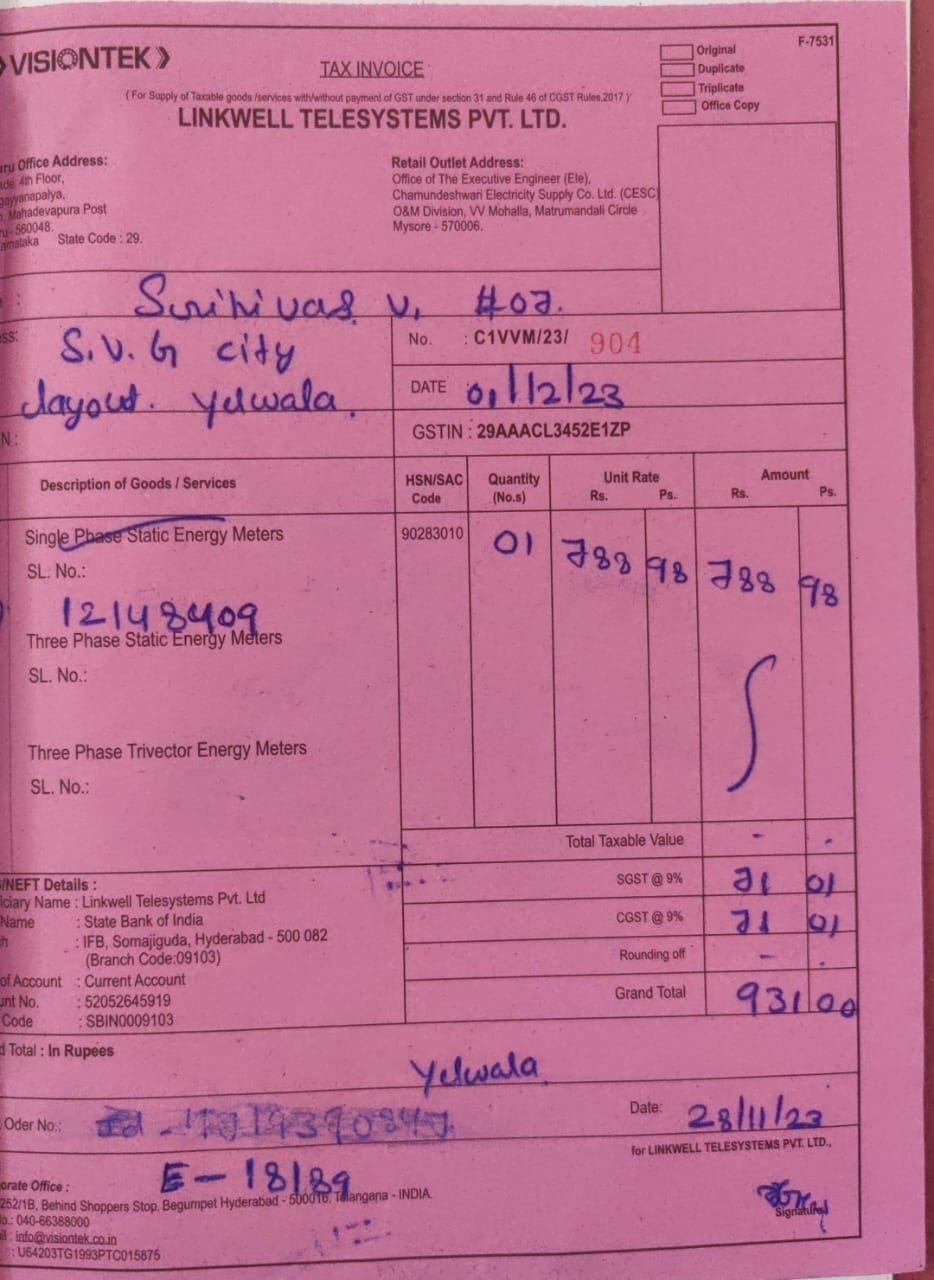 VISIONTEK
F-7531
TAX INVOICE
Original
Duplicate
Triplicate
Office Copy
( For Supply of Taxable goods /services with/without payment of GST under section 31 and Rule 46 of CGST Rules,2017 )
LINKWELL TELESYSTEMS PVT. LTD.
Office Address:
4th Floor,
Mahadevapura Post
560048.
State Code : 29.
Retail Outlet Address:
Office of The Executive Engineer (Ele),
Chamundeshwari Electricity Supply Co. Ltd. (CESC)
O&M Division, VV Mohalla, Matrumandali Circle
Mysore - 570006.
: Srinivas V. #07.
S.V.G city
layout. Yelwala.
No. : C1VVM/23/ 904
DATE 01/12/23
GSTIN : 29AAACL3452E1ZP
Description of Goods / Services HSN/SAC Code Quantity (No.s) Unit Rate Rs. Ps. Amount Rs. Ps.
Single Phase Static Energy Meters 90283010 01 788 98 788 98
SL. No.:
12148409
Three Phase Static Energy Meters
SL. No.:
Three Phase Trivector Energy Meters
SL. No.:
Total Taxable Value - .
SGST @ 9% 71 01
CGST @ 9% 71 01
Rounding off - .
Grand Total 931 00
/NEFT Details :
Name : Linkwell Telesystems Pvt. Ltd
Name : State Bank of India
: IFB, Somajiguda, Hyderabad - 500 082
(Branch Code:09103)
of Account : Current Account
No. : 52052645919
Code : SBIN0009103
Total : In Rupees
Yelwala
Oder No.:
Date: 28/11/23
for LINKWELL TELESYSTEMS PVT. LTD.,
E-18/89
Office :
252/1B, Behind Shoppers Stop, Begumpet Hyderabad - 500016, Telangana - INDIA.
: 040-66388000
: info@visiontek.co.in
: U64203TG1993PTC015875
Signature